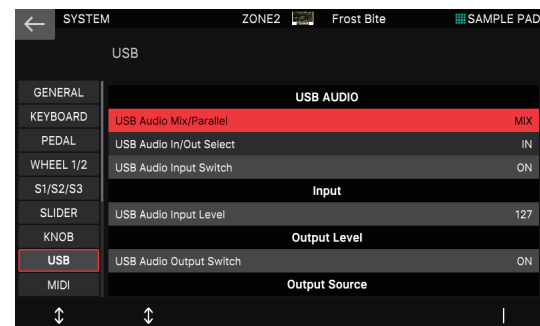 SYSTEM ZONE2 Frost Bite SAMPLE PAD
USB
GENERAL
KEYBOARD
PEDAL
WHEEL 1/2
S1/S2/S3
SLIDER
KNOB
USB
MIDI
USB AUDIO
USB Audio Mix/Parallel MIX
USB Audio In/Out Select IN
USB Audio Input Switch ON
Input
USB Audio Input Level 127
Output Level
USB Audio Output Switch ON
Output Source